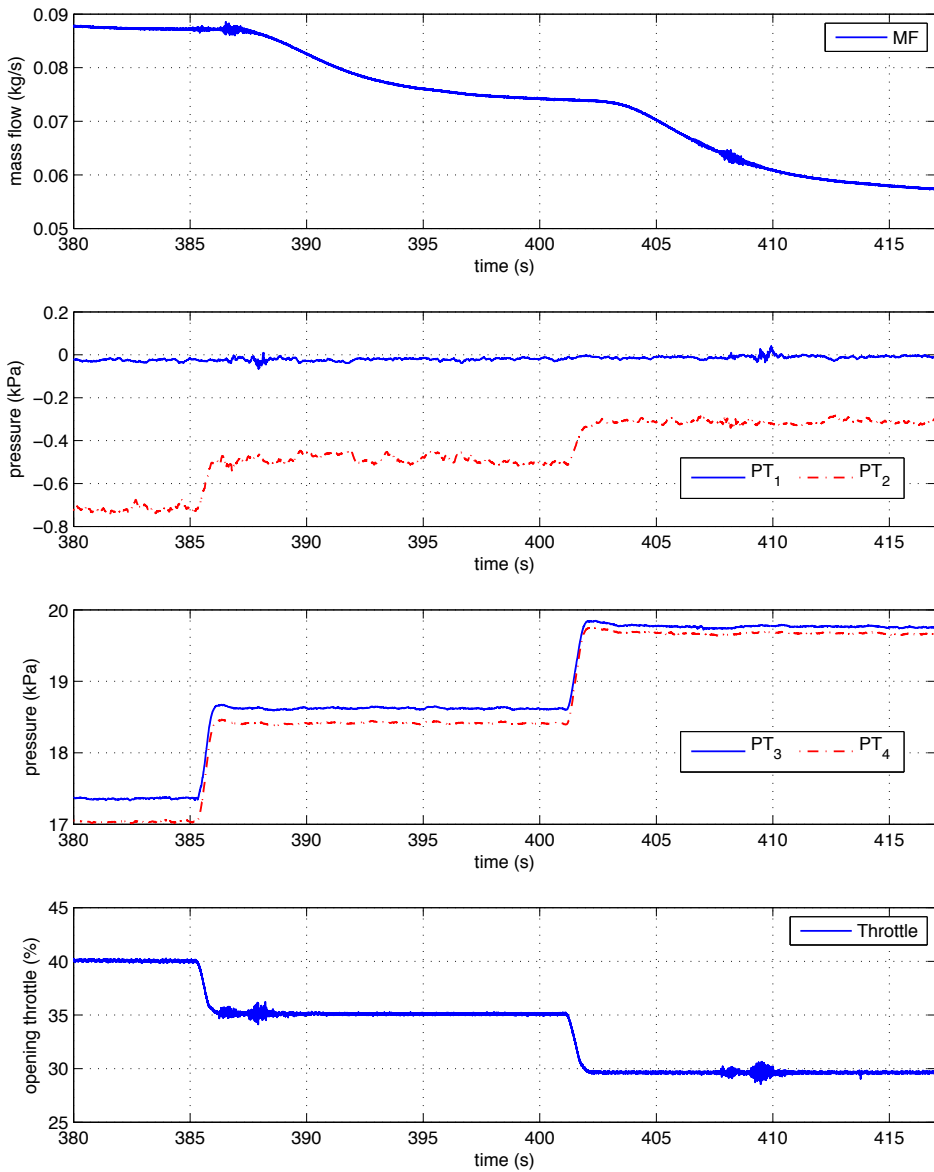 0.09
0.08
0.07
0.06
0.05
mass flow (kg/s)
MF
380 385 390 395 400 405 410 415
time (s)
0.2
0
−0.2
−0.4
−0.6
−0.8
pressure (kPa)
PT1 PT2
380 385 390 395 400 405 410 415
time (s)
20
19
18
17
pressure (kPa)
PT3 PT4
380 385 390 395 400 405 410 415
time (s)
45
40
35
30
25
opening throttle (%)
Throttle
380 385 390 395 400 405 410 415
time (s)